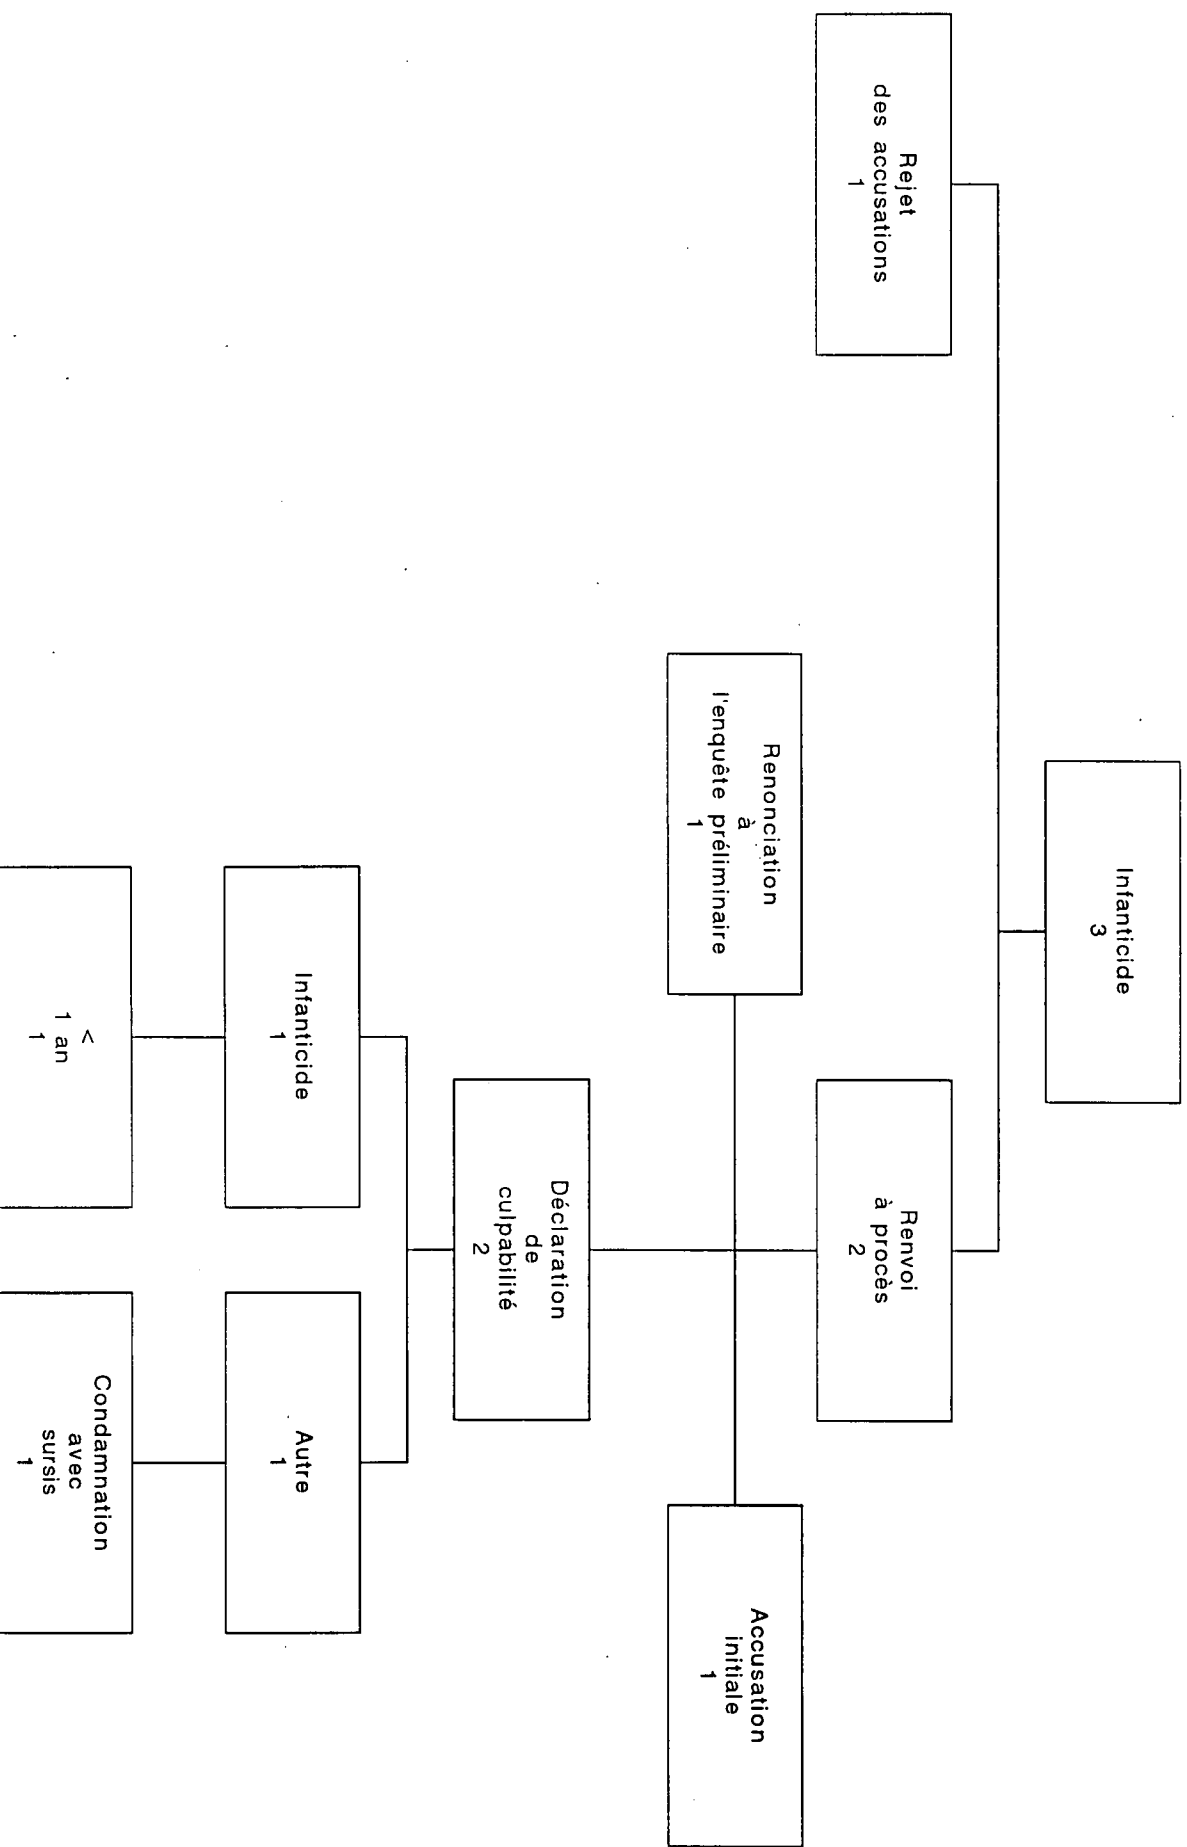 Infanticide
3
Rejet
des accusations
1
Renvoi
à procès
2
Renonciation
à
l'enquête préliminaire
1
Accusation
initiale
1
Déclaration
de
culpabilité
2
Infanticide
1
Autre
1
<
1 an
1
Condamnation
avec
sursis
1